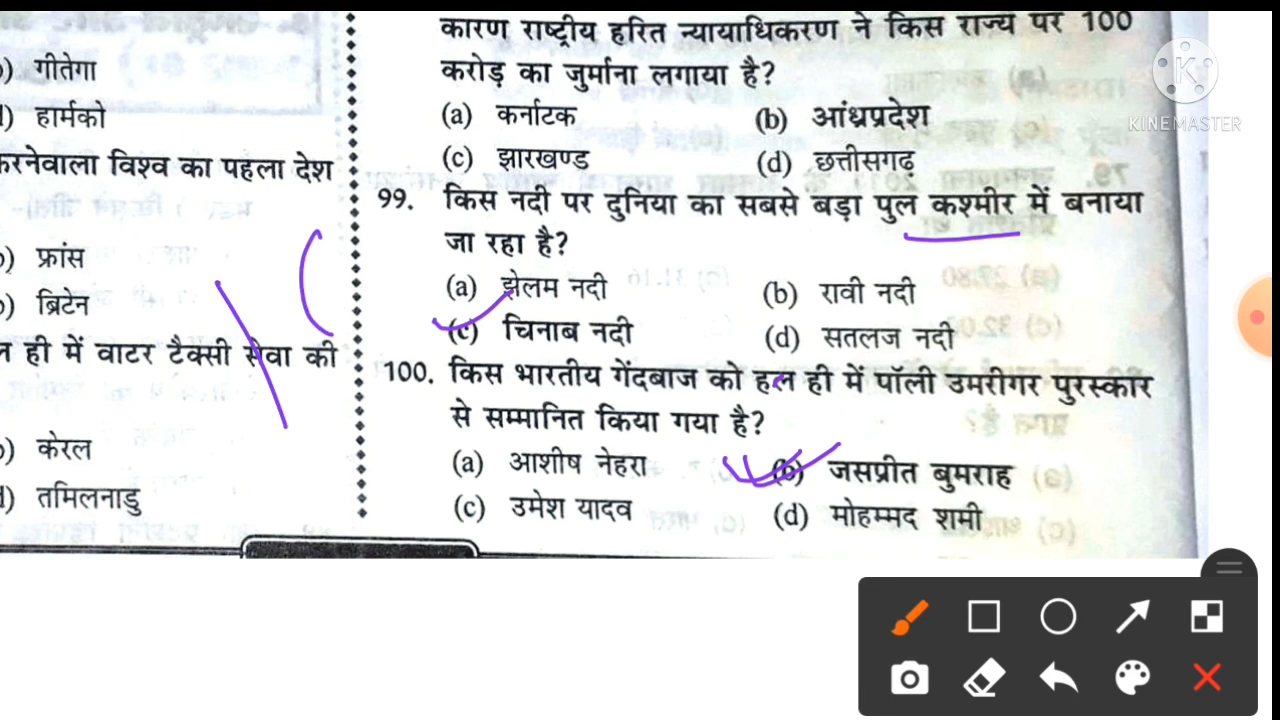 गीतेगा
हार्मको
करनेवाला विश्व का पहला देश
फ्रांस
ब्रिटेन
ही में वाटर टैक्सी सेवा की
केरल
तमिलनाडु
कारण राष्ट्रीय हरित न्यायाधिकरण ने किस राज्य पर 100
करोड़ का जुर्माना लगाया है?
(a) कर्नाटक (b) आंध्रप्रदेश
(c) झारखण्ड (d) छत्तीसगढ़
99. किस नदी पर दुनिया का सबसे बड़ा पुल कश्मीर में बनाया
जा रहा है?
(a) झेलम नदी (b) रावी नदी
(c) चिनाब नदी (d) सतलज नदी
100. किस भारतीय गेंदबाज को हल ही में पॉली उमरीगर पुरस्कार
से सम्मानित किया गया है?
(a) आशीष नेहरा (b) जसप्रीत बुमराह
(c) उमेश यादव (d) मोहम्मद शमी
KINEMASTER